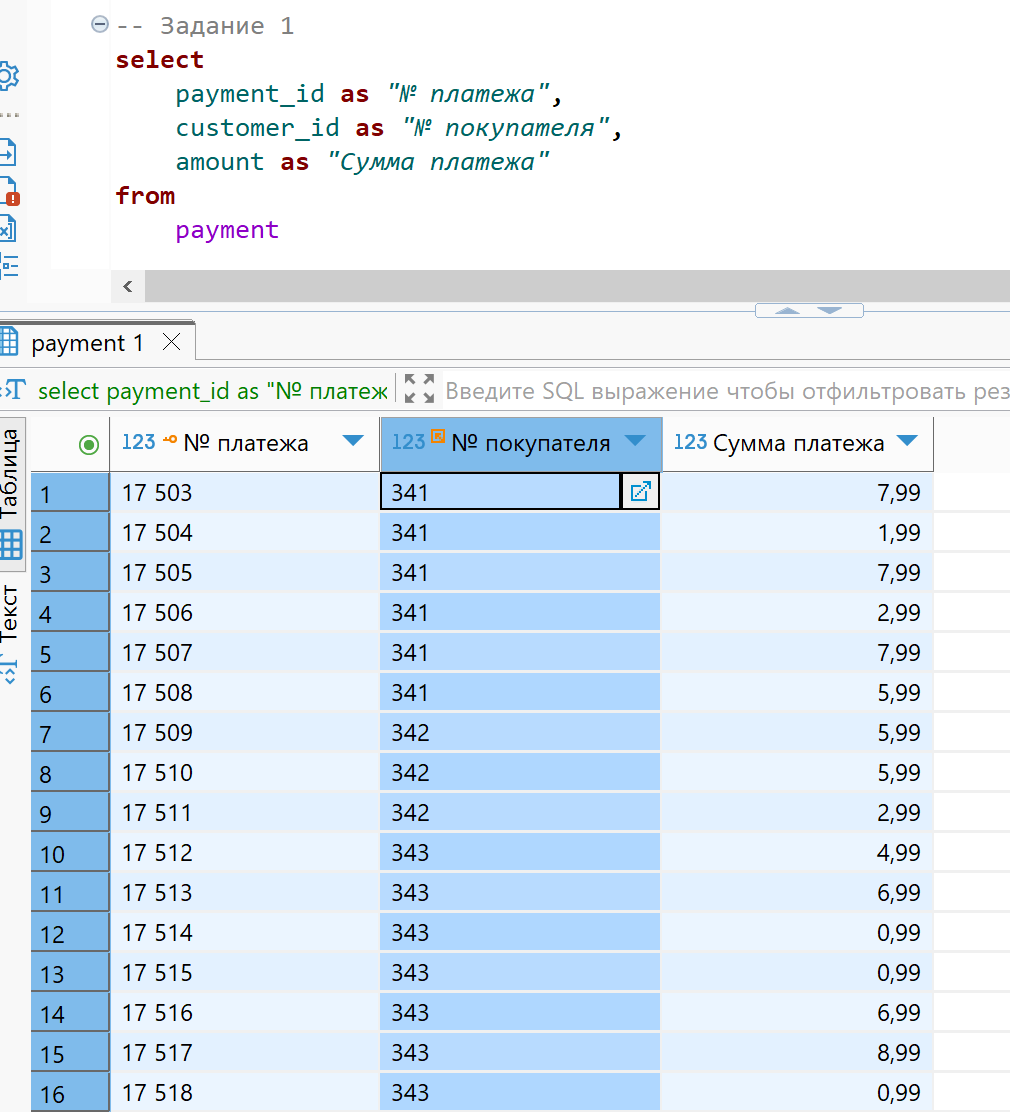 -- Задание 1
select
payment_id as "№ платежа",
customer_id as "№ покупателя",
amount as "Сумма платежа"
from
payment
payment 1
select payment_id as "№ платеж
Введите SQL выражение чтобы отфильтровать рез
Таблица
Текст
123 № платежа 123 № покупателя 123 Сумма платежа
1 17 503 341 7,99
2 17 504 341 1,99
3 17 505 341 7,99
4 17 506 341 2,99
5 17 507 341 7,99
6 17 508 341 5,99
7 17 509 342 5,99
8 17 510 342 5,99
9 17 511 342 2,99
10 17 512 343 4,99
11 17 513 343 6,99
12 17 514 343 0,99
13 17 515 343 0,99
14 17 516 343 6,99
15 17 517 343 8,99
16 17 518 343 0,99